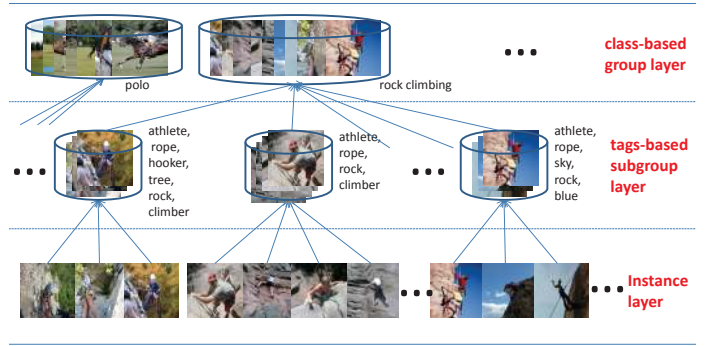 class-based
group layer
polo
rock climbing
athlete,
rope,
hooker,
tree,
rock,
climber
athlete,
rope,
rock,
climber
athlete,
rope,
sky,
rock,
blue
tags-based
subgroup
layer
Instance
layer